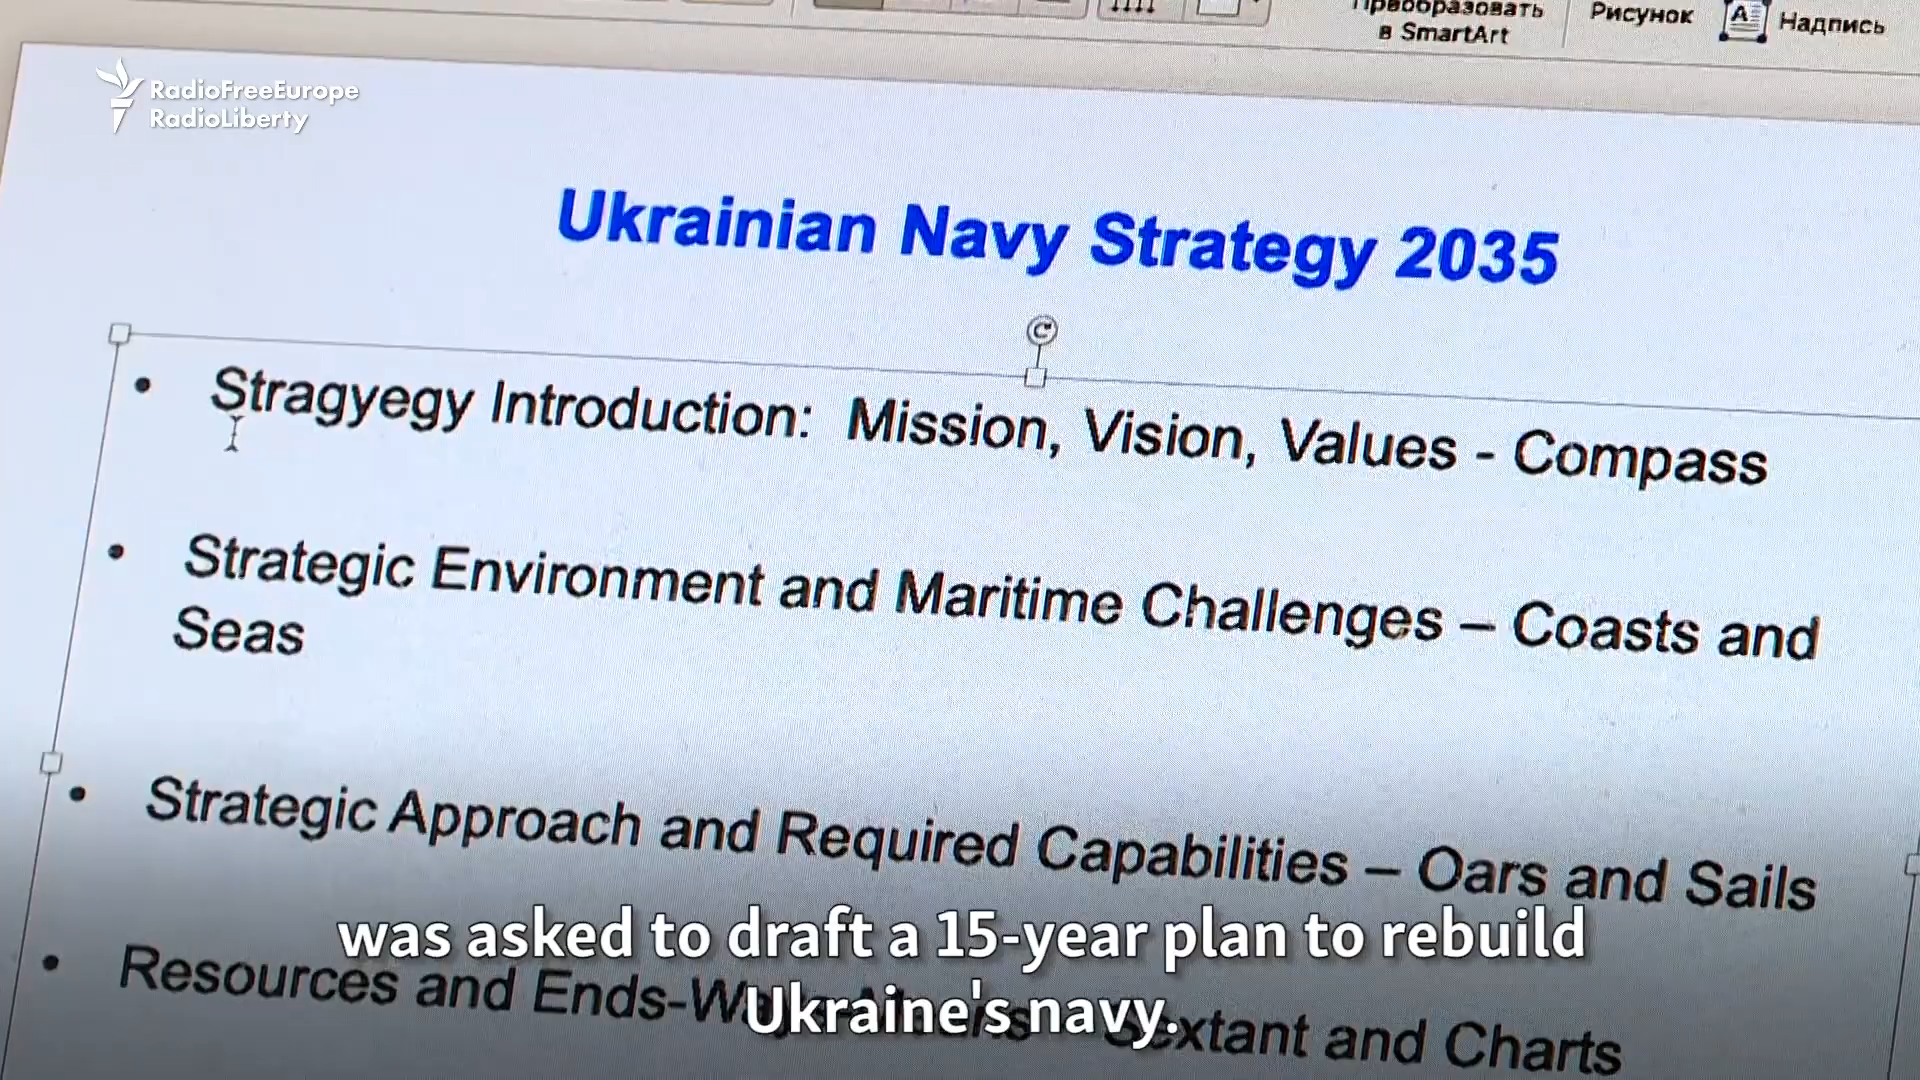 Преобразовать
в SmartArt
Рисунок
Надпись
RadioFreeEurope
RadioLiberty
Ukrainian Navy Strategy 2035
• Stragyegy Introduction: Mission, Vision, Values - Compass
• Strategic Environment and Maritime Challenges – Coasts and
Seas
• Strategic Approach and Required Capabilities – Oars and Sails
• Resources and and Charts
was asked to draft a 15-year plan to rebuild
Ukraine's navy.